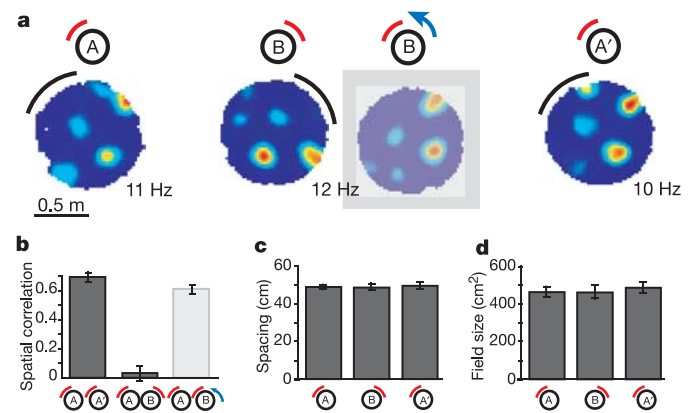 a
A B B A′
11 Hz 12 Hz 10 Hz
0.5 m
b
Spatial correlation
0.6
0.4
0.2
0
A A′ A B A B
c
Spacing (cm)
60
40
20
0
A B A′
d
Field size (cm²)
600
400
200
0
A B A′